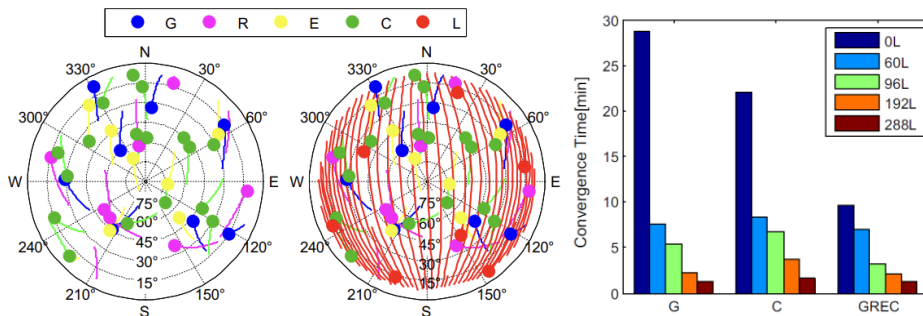 G R E C L
N
330° 30°
300° 60°
W E
240° 120°
210° 150°
S
75°
60°
45°
30°
15°
N
330° 30°
300° 60°
W E
240° 120°
210° 150°
S
75°
60°
45°
30°
15°
Convergence Time[min]
30
25
20
15
10
5
0
G C GREC
0L
60L
96L
192L
288L